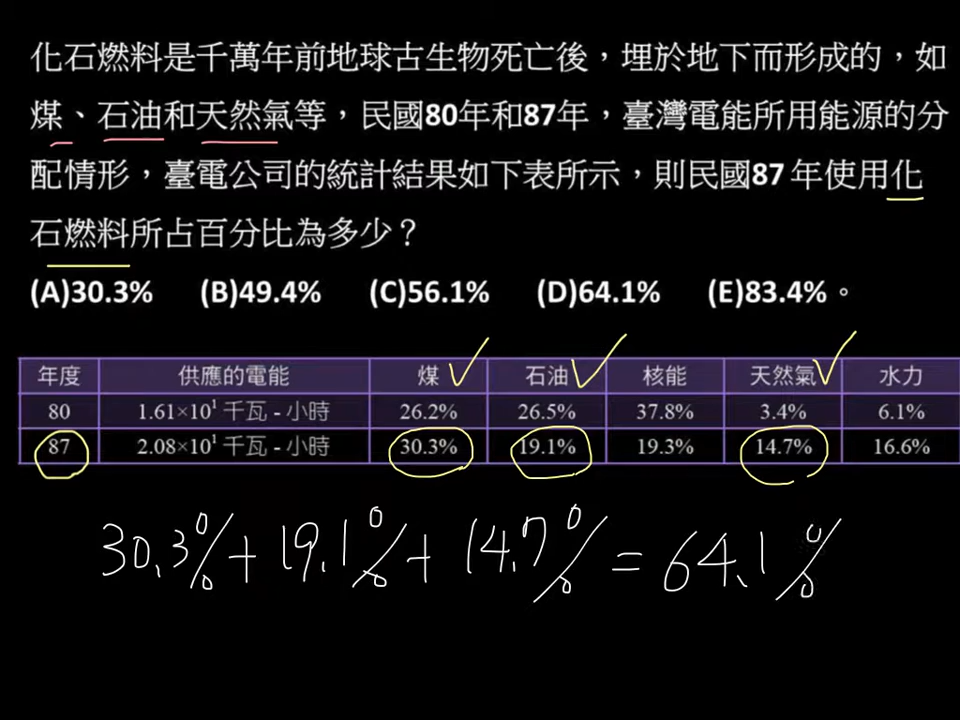 化石燃料是千萬年前地球古生物死亡後，埋於地下而形成的，如
煤、石油和天然氣等，民國80年和87年，臺灣電能所用能源的分
配情形，臺電公司的統計結果如下表所示，則民國87年使用化
石燃料所占百分比為多少？
(A)30.3% (B)49.4% (C)56.1% (D)64.1% (E)83.4%。
年度 供應的電能 煤 石油 核能 天然氣 水力
80 1.61×10¹ 千瓦-小時 26.2% 26.5% 37.8% 3.4% 6.1%
87 2.08×10¹ 千瓦-小時 30.3% 19.1% 19.3% 14.7% 16.6%
30.3%+19.1%+14.7%=64.1%